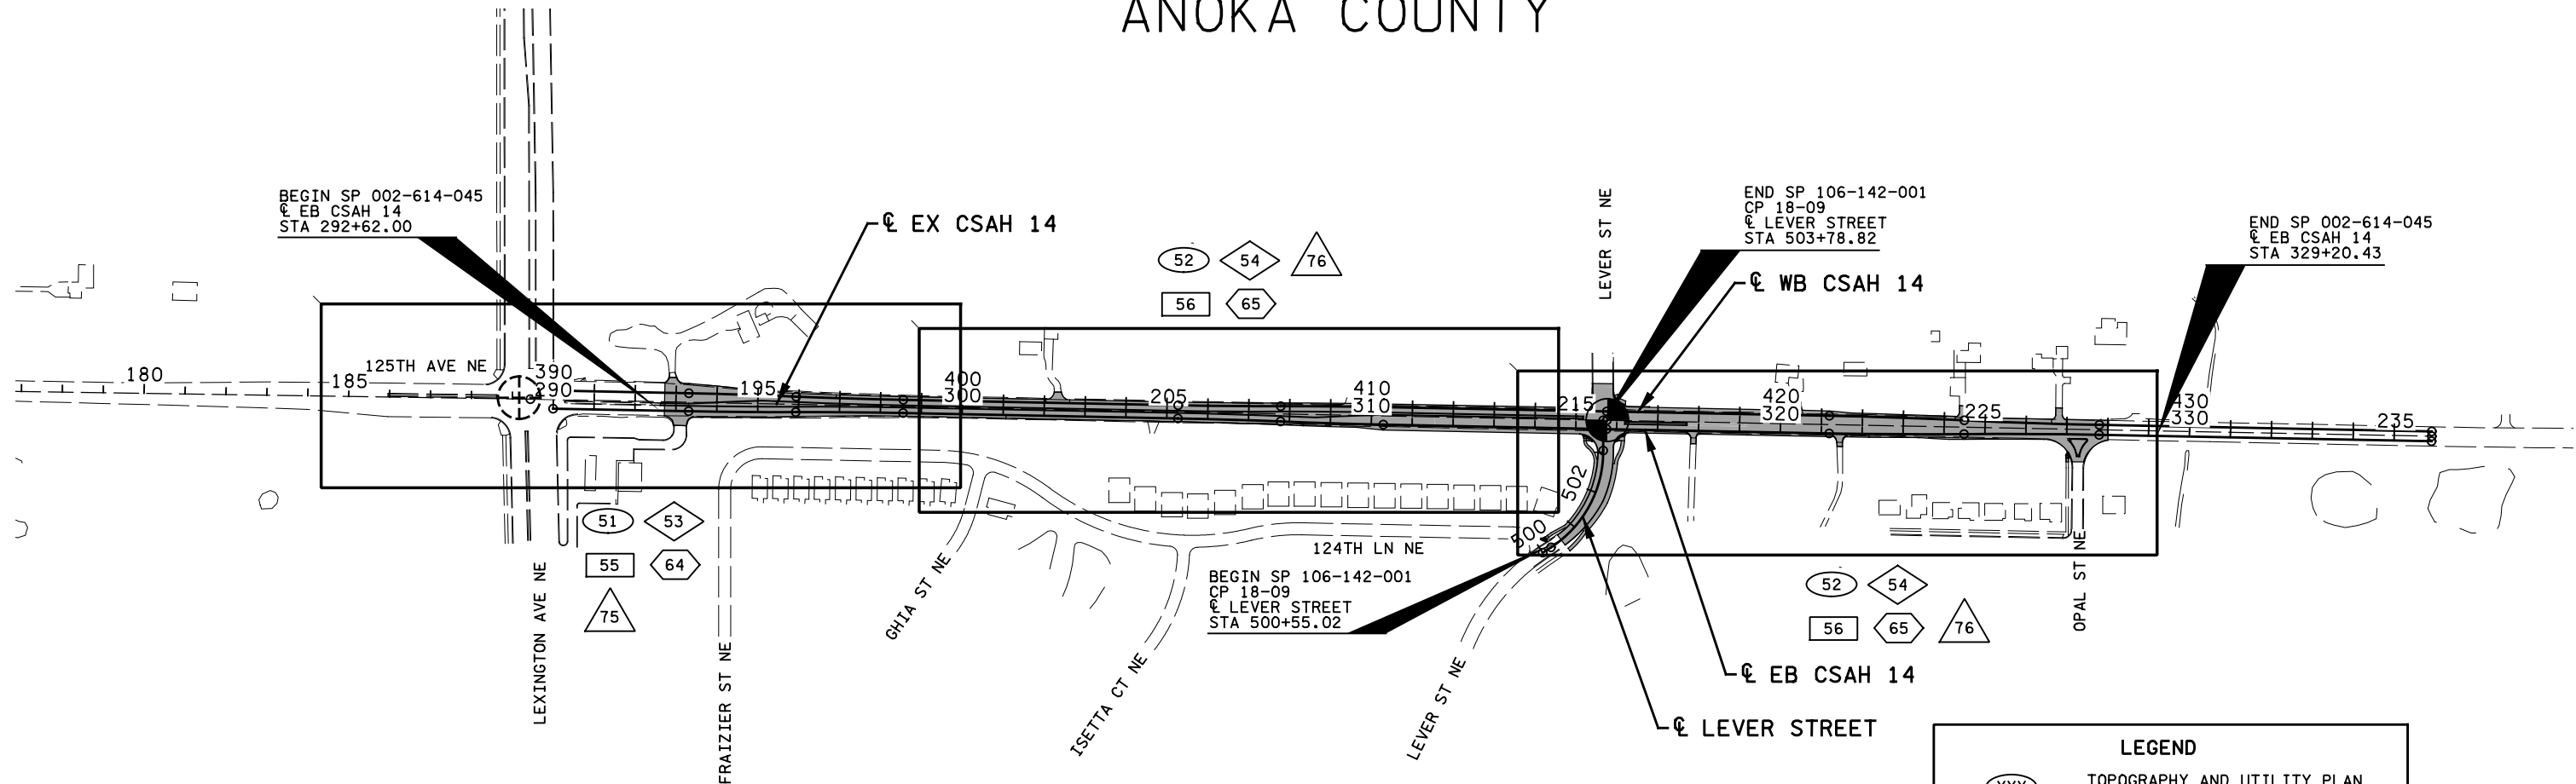 ANOKA COUNTY
BEGIN SP 002-614-045
℄ EB CSAH 14
STA 292+62.00
℄ EX CSAH 14
52 54 76
56 65
LEVER ST NE
END SP 106-142-001
CP 18-09
℄ LEVER STREET
STA 503+78.82
℄ WB CSAH 14
END SP 002-614-045
℄ EB CSAH 14
STA 329+20.43
125TH AVE NE
180
185
390
290
195
400
300
205
410
310
215
420
320
225
430
330
235
502
500
51 53
55 64
75
124TH LN NE
BEGIN SP 106-142-001
CP 18-09
℄ LEVER STREET
STA 500+55.02
52 54
56 65 76
LEXINGTON AVE NE
FRAIZIER ST NE
GHIA ST NE
ISETTA CT NE
LEVER ST NE
OPAL ST NE
℄ EB CSAH 14
℄ LEVER STREET
LEGEND
XXX TOPOGRAPHY AND UTILITY PLAN